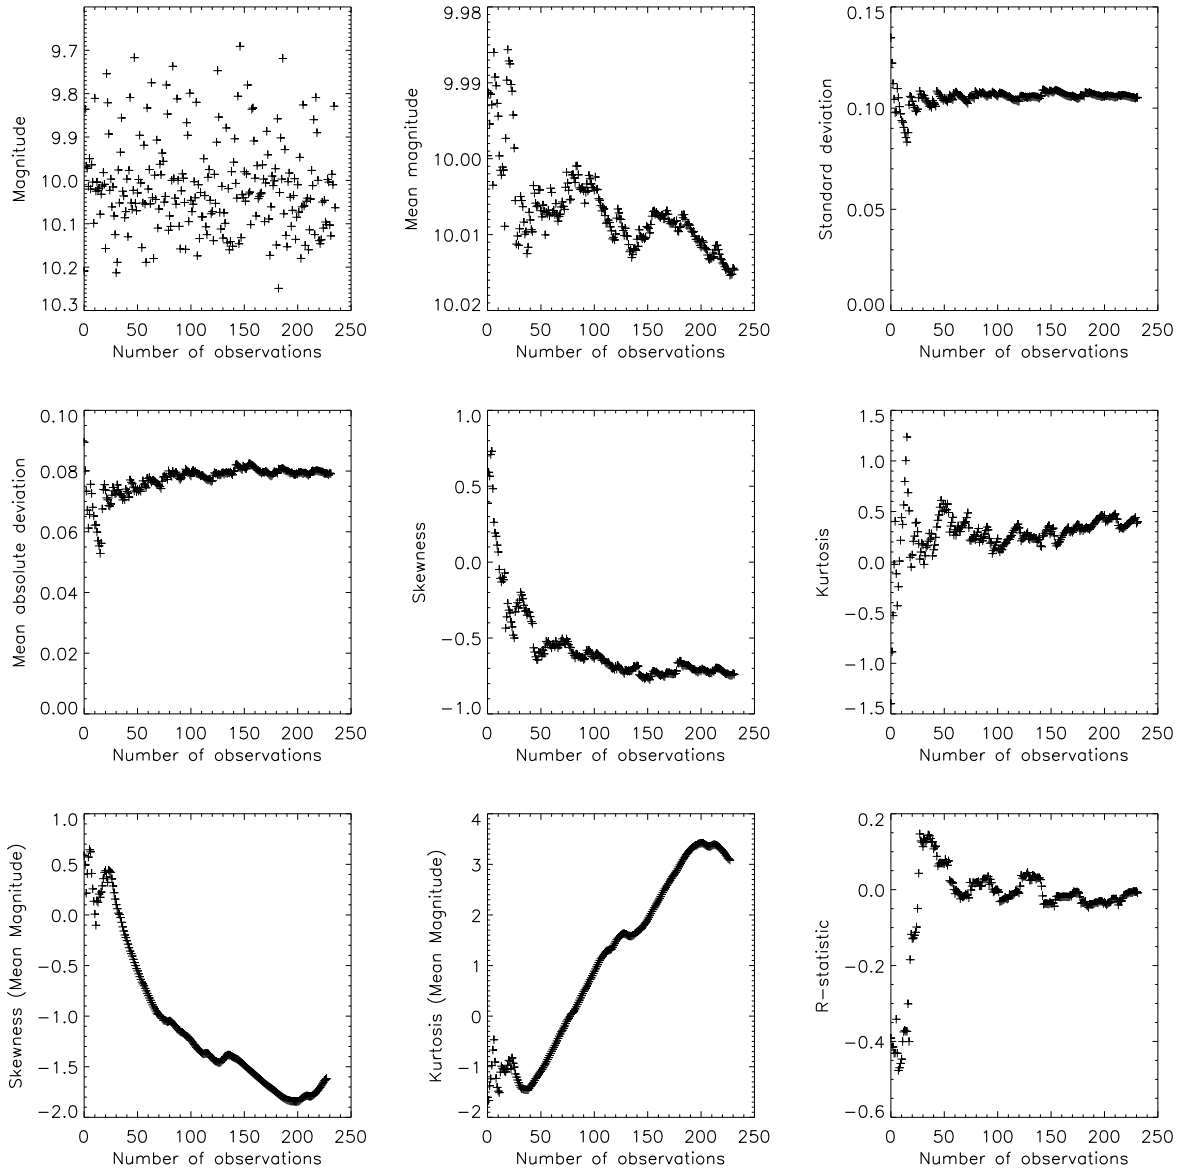 9.7
9.8
9.9
10.0
10.1
10.2
10.3
Magnitude
0 50 100 150 200 250
Number of observations
9.98
9.99
10.00
10.01
10.02
Mean magnitude
0 50 100 150 200 250
Number of observations
0.15
0.10
0.05
0.00
Standard deviation
0 50 100 150 200 250
Number of observations
0.10
0.08
0.06
0.04
0.02
0.00
Mean absolute deviation
0 50 100 150 200 250
Number of observations
1.0
0.5
0.0
−0.5
−1.0
Skewness
0 50 100 150 200 250
Number of observations
1.5
1.0
0.5
0.0
−0.5
−1.0
−1.5
Kurtosis
0 50 100 150 200 250
Number of observations
1.0
0.5
0.0
−0.5
−1.0
−1.5
−2.0
Skewness (Mean Magnitude)
0 50 100 150 200 250
Number of observations
4
3
2
1
0
−1
−2
Kurtosis (Mean Magnitude)
0 50 100 150 200 250
Number of observations
0.2
0.0
−0.2
−0.4
−0.6
R−statistic
0 50 100 150 200 250
Number of observations